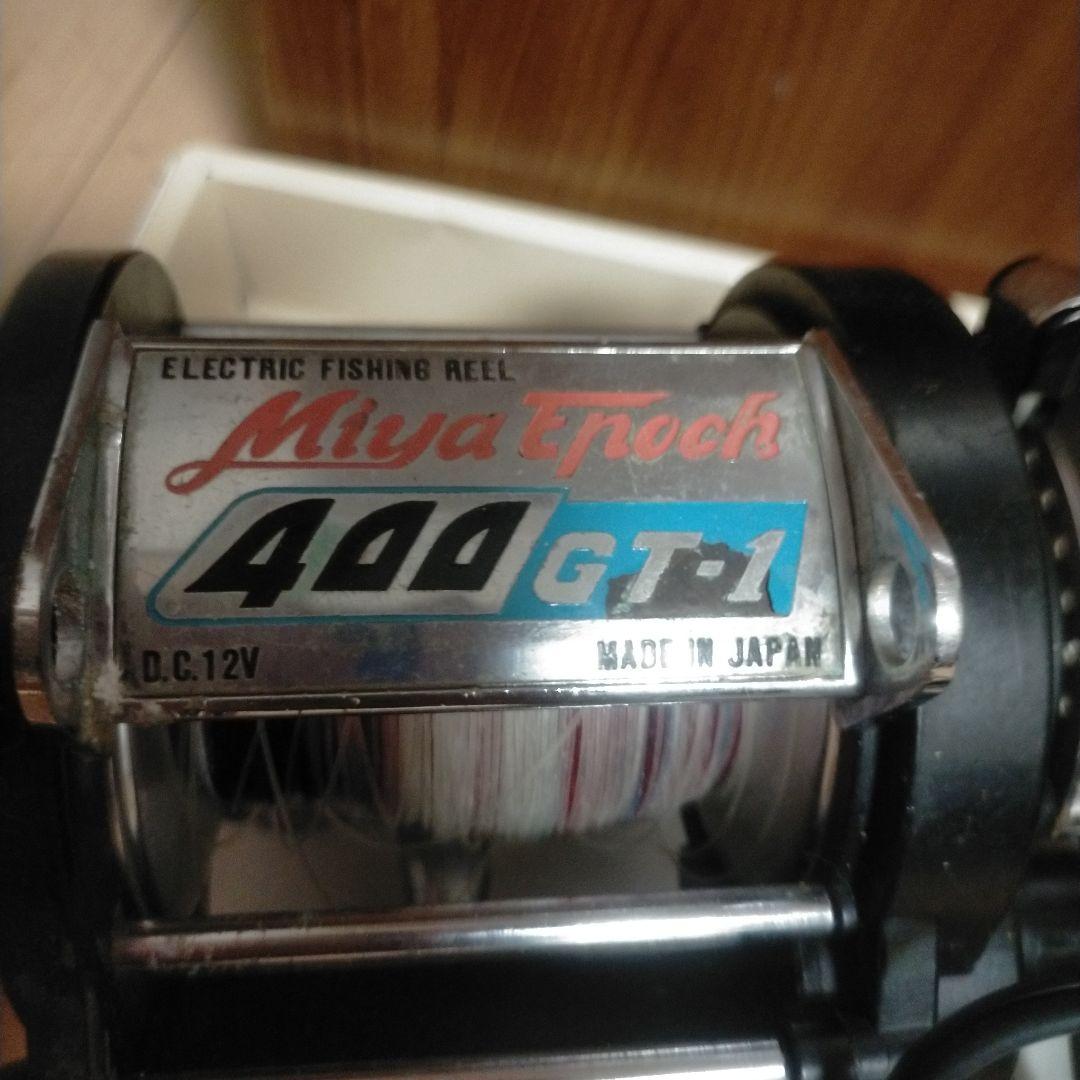 ELECTRIC FISHING REEL
Miya Epoch
400 GT-1
D.C.12V MADE IN JAPAN